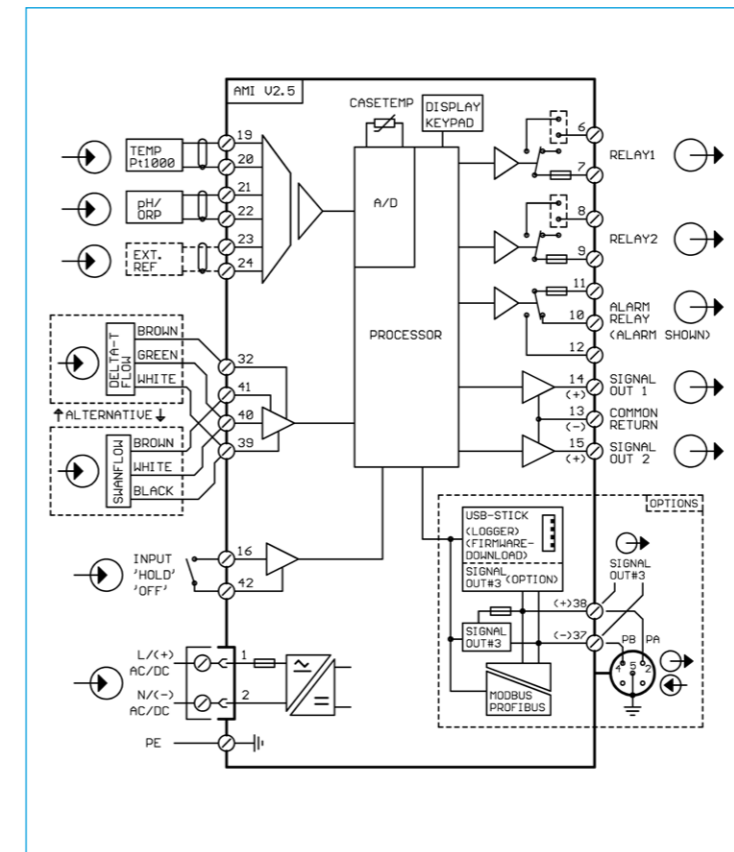 AMI V2.5
CASETEMP
DISPLAY
KEYPAD
TEMP
Pt1000
19
20
pH/
ORP
21
22
EXT.
REF
23
24
A/D
PROCESSOR
6
7
RELAY1
8
9
RELAY2
11
10
12
ALARM
RELAY
(ALARM SHOWN)
DELTA-T
FLOW
BROWN
GREEN
WHITE
32
41
40
39
↑ALTERNATIVE↓
SWANFLOW
BROWN
WHITE
BLACK
14
(+)
SIGNAL
OUT 1
13
(-)
COMMON
RETURN
15
(+)
SIGNAL
OUT 2
INPUT
'HOLD'
'OFF'
16
42
OPTIONS
USB-STICK
(LOGGER)
(FIRMWARE-
DOWNLOAD)
SIGNAL
OUT#3 (OPTION)
SIGNAL
OUT#3
SIGNAL
OUT#3
(+)38
(-)37
PB
PA
4
5
2
MODBUS
PROFIBUS
L/(+)
AC/DC
1
N/(-)
AC/DC
2
PE